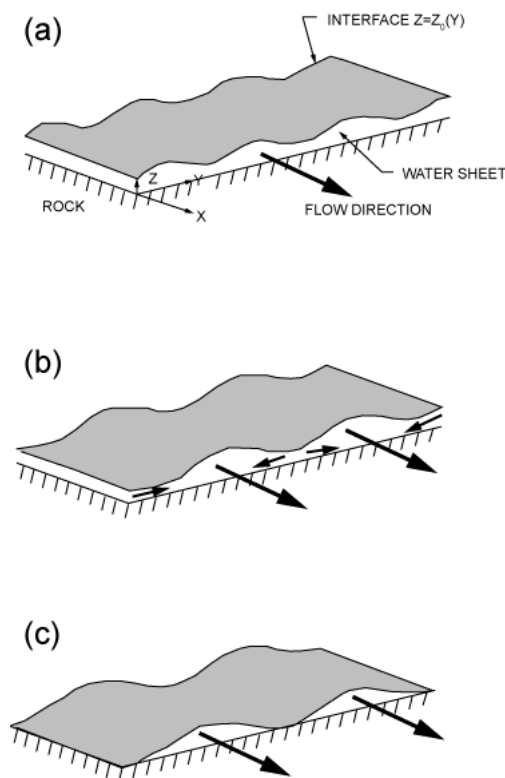 (a)
INTERFACE Z=Z₀(Y)
Z
Y
WATER SHEET
ROCK
X
FLOW DIRECTION
(b)
(c)